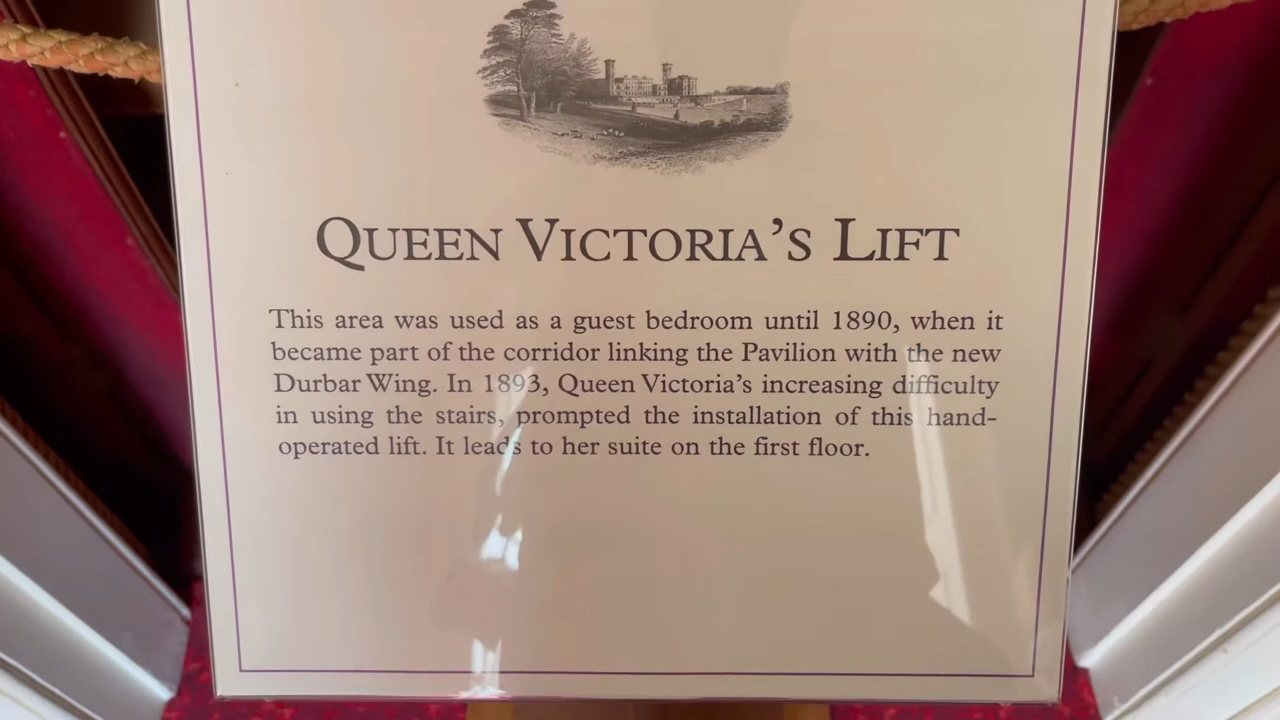 QUEEN VICTORIA'S LIFT
This area was used as a guest bedroom until 1890, when it
became part of the corridor linking the Pavilion with the new
Durbar Wing. In 1893, Queen Victoria's increasing difficulty
in using the stairs, prompted the installation of this hand-
operated lift. It leads to her suite on the first floor.